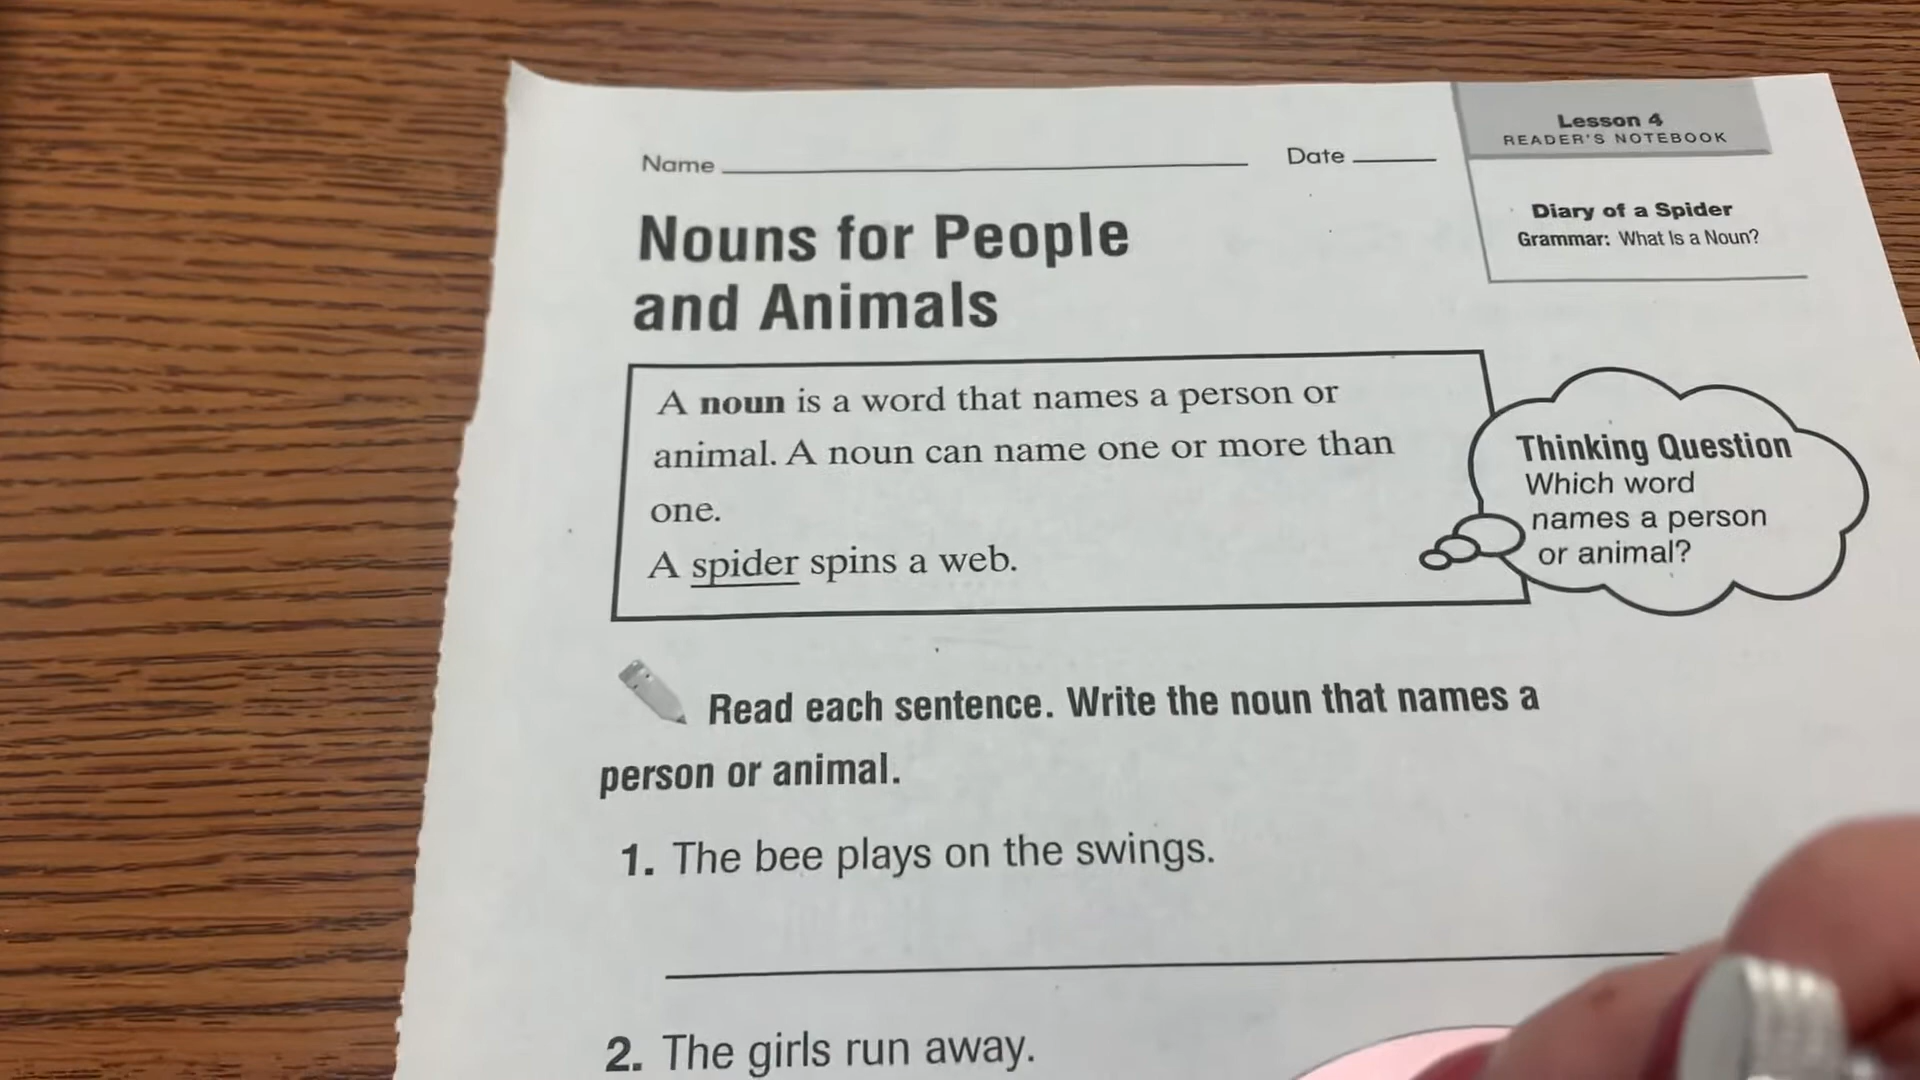 Lesson 4
READER'S NOTEBOOK
Name
Date
Diary of a Spider
Grammar: What Is a Noun?
Nouns for People
and Animals
A noun is a word that names a person or
animal. A noun can name one or more than
one.
A spider spins a web.
Thinking Question
Which word
names a person
or animal?
Read each sentence. Write the noun that names a
person or animal.
1. The bee plays on the swings.
2. The girls run away.